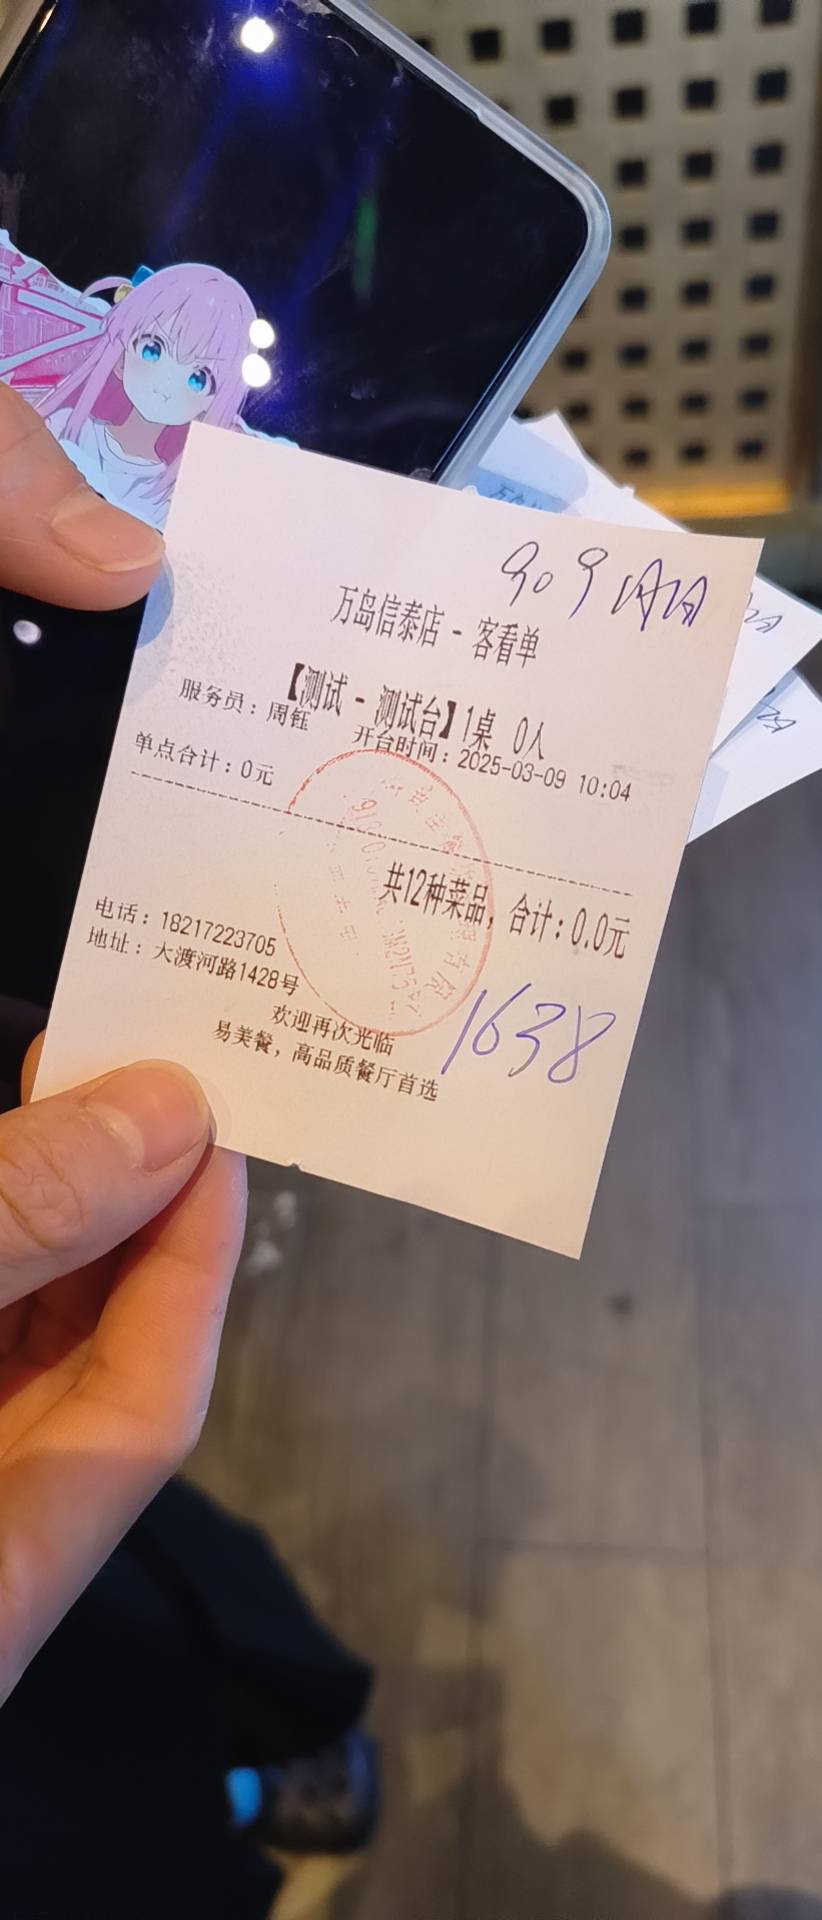 909
万岛信泰店 - 客看单
【测试 - 测试台】1桌 0人
服务员：周钰
开台时间：2025-03-09 10:04
单点合计：0元
共12种菜品，合计：0.0元
电话：18217223705
地址：大渡河路1428号
1638
欢迎再次光临
易美餐，高品质餐厅首选